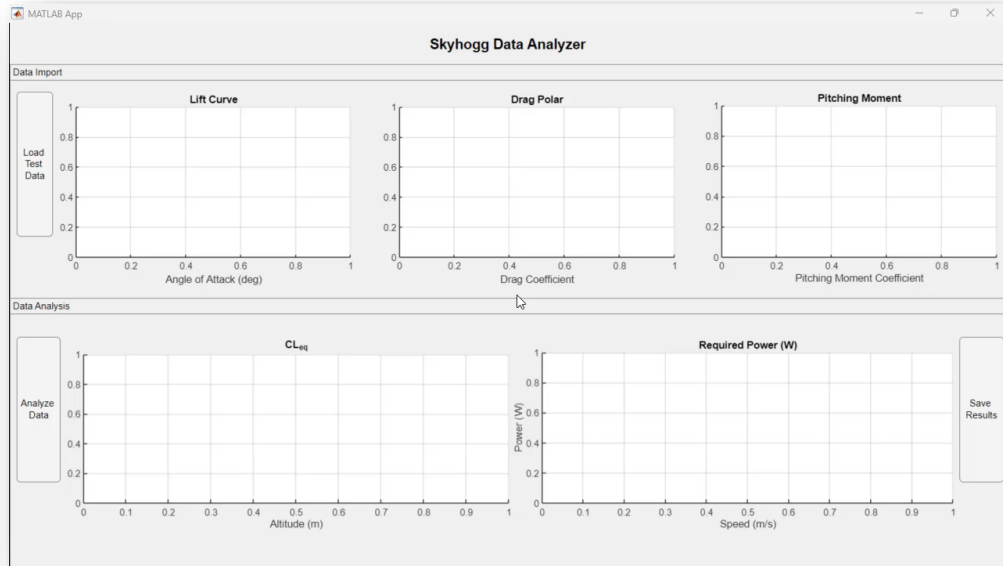 MATLAB App
Skyhogg Data Analyzer
Data Import
Load
Test
Data
Lift Curve
1
0.8
0.6
0.4
0.2
0
0 0.2 0.4 0.6 0.8 1
Angle of Attack (deg)
Drag Polar
1
0.8
0.6
0.4
0.2
0
0 0.2 0.4 0.6 0.8 1
Drag Coefficient
Pitching Moment
1
0.8
0.6
0.4
0.2
0
0 0.2 0.4 0.6 0.8 1
Pitching Moment Coefficient
Data Analysis
Analyze
Data
CLeq
1
0.8
0.6
0.4
0.2
0
0 0.1 0.2 0.3 0.4 0.5 0.6 0.7 0.8 0.9 1
Altitude (m)
Required Power (W)
Power (W)
1
0.8
0.6
0.4
0.2
0
0 0.1 0.2 0.3 0.4 0.5 0.6 0.7 0.8 0.9 1
Speed (m/s)
Save
Results